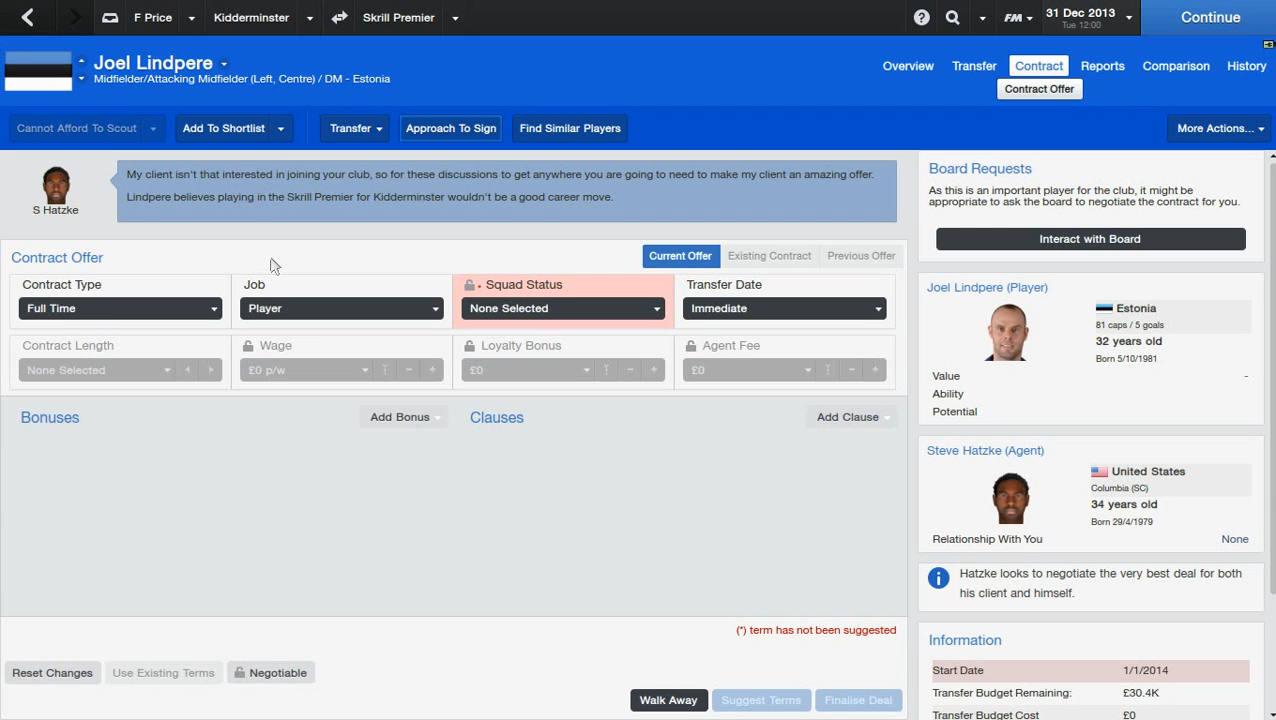 F Price
Kidderminster
Skrill Premier
FM
31 Dec 2013
Tue 12:00
Continue
Joel Lindpere
Midfielder/Attacking Midfielder (Left, Centre) / DM - Estonia
Overview
Transfer
Contract
Reports
Comparison
History
Contract Offer
Cannot Afford To Scout
Add To Shortlist
Transfer
Approach To Sign
Find Similar Players
More Actions...
S Hatzke
My client isn't that interested in joining your club, so for these discussions to get anywhere you are going to need to make my client an amazing offer.
Lindpere believes playing in the Skrill Premier for Kidderminster wouldn't be a good career move.
Contract Offer
Current Offer
Existing Contract
Previous Offer
Contract Type
Job
Squad Status
Transfer Date
Full Time
Player
None Selected
Immediate
Contract Length
Wage
Loyalty Bonus
Agent Fee
None Selected
£0 p/w
£0
£0
Bonuses
Add Bonus
Clauses
Add Clause
(*) term has not been suggested
Reset Changes
Use Existing Terms
Negotiable
Walk Away
Suggest Terms
Finalise Deal
Board Requests
As this is an important player for the club, it might be
appropriate to ask the board to negotiate the contract for you.
Interact with Board
Joel Lindpere (Player)
Estonia
81 caps / 5 goals
32 years old
Born 5/10/1981
Value -
Ability
Potential
Steve Hatzke (Agent)
United States
Columbia (SC)
34 years old
Born 29/4/1979
Relationship With You None
Hatzke looks to negotiate the very best deal for both
his client and himself.
Information
Start Date 1/1/2014
Transfer Budget Remaining: £30.4K
Transfer Budget Cost £0